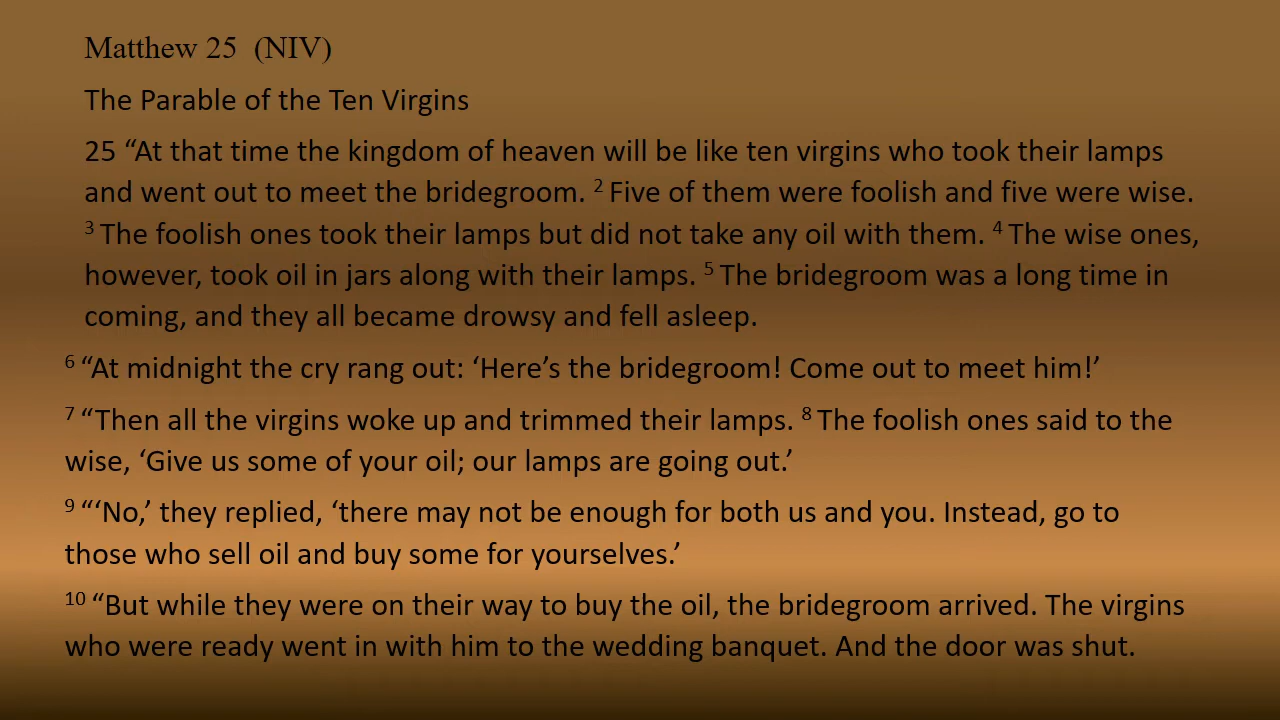 Matthew 25  (NIV)
The Parable of the Ten Virgins
25 “At that time the kingdom of heaven will be like ten virgins who took their lamps
and went out to meet the bridegroom. ² Five of them were foolish and five were wise.
³ The foolish ones took their lamps but did not take any oil with them. ⁴ The wise ones,
however, took oil in jars along with their lamps. ⁵ The bridegroom was a long time in
coming, and they all became drowsy and fell asleep.
⁶ “At midnight the cry rang out: ‘Here’s the bridegroom! Come out to meet him!’
⁷ “Then all the virgins woke up and trimmed their lamps. ⁸ The foolish ones said to the
wise, ‘Give us some of your oil; our lamps are going out.’
⁹ “‘No,’ they replied, ‘there may not be enough for both us and you. Instead, go to
those who sell oil and buy some for yourselves.’
¹⁰ “But while they were on their way to buy the oil, the bridegroom arrived. The virgins
who were ready went in with him to the wedding banquet. And the door was shut.